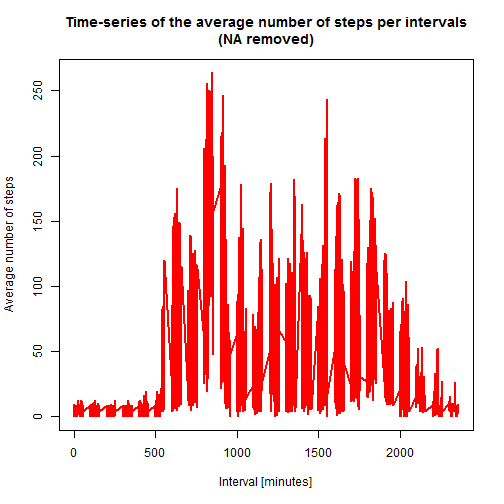 Time-series of the average number of steps per intervals
(NA removed)
Average number of steps
250
200
150
100
50
0
0 500 1000 1500 2000
Interval [minutes]